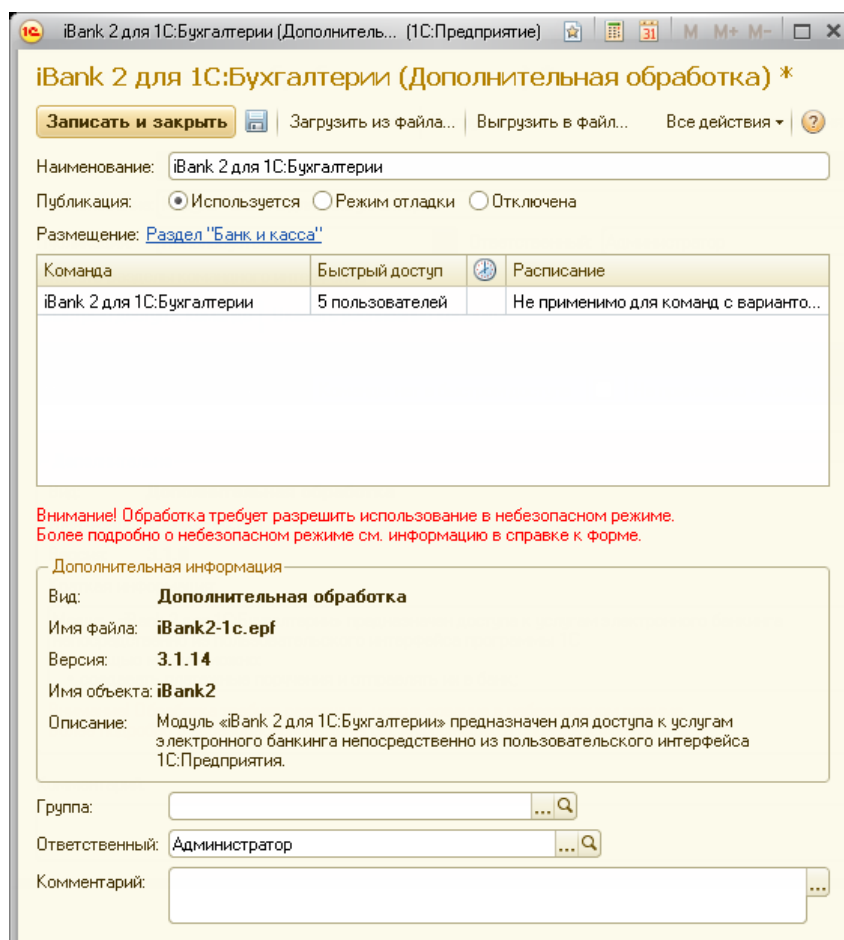 iBank 2 для 1С:Бухгалтерии (Дополнитель... (1С:Предприятие) 31 M M+ M-
iBank 2 для 1С:Бухгалтерии (Дополнительная обработка) *
Записать и закрыть Загрузить из файла... Выгрузить в файл... Все действия ?
Наименование: iBank 2 для 1С:Бухгалтерии
Публикация: Используется Режим отладки Отключена
Размещение: Раздел "Банк и касса"
Команда Быстрый доступ Расписание
iBank 2 для 1С:Бухгалтерии 5 пользователей Не применимо для команд с варианто...
Внимание! Обработка требует разрешить использование в небезопасном режиме.
Более подробно о небезопасном режиме см. информацию в справке к форме.
Дополнительная информация
Вид: Дополнительная обработка
Имя файла: iBank2-1c.epf
Версия: 3.1.14
Имя объекта: iBank2
Описание: Модуль «iBank 2 для 1С:Бухгалтерии» предназначен для доступа к услугам
электронного банкинга непосредственно из пользовательского интерфейса
1С:Предприятия.
Группа: ...
Ответственный: Администратор ...
Комментарий: ...